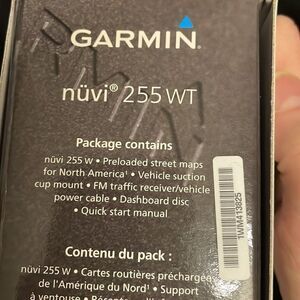 GARMIN
nüvi® 255 WT
Package contains
nüvi 255 W • Preloaded street maps
for North America¹ • Vehicle suction
cup mount • FM traffic receiver/vehicle
power cable • Dashboard disc
• Quick start manual
1WM413825
Contenu du pack :
nüvi 255 W • Cartes routières préchargées
de l'Amérique du Nord¹ • Support
à ventouse •